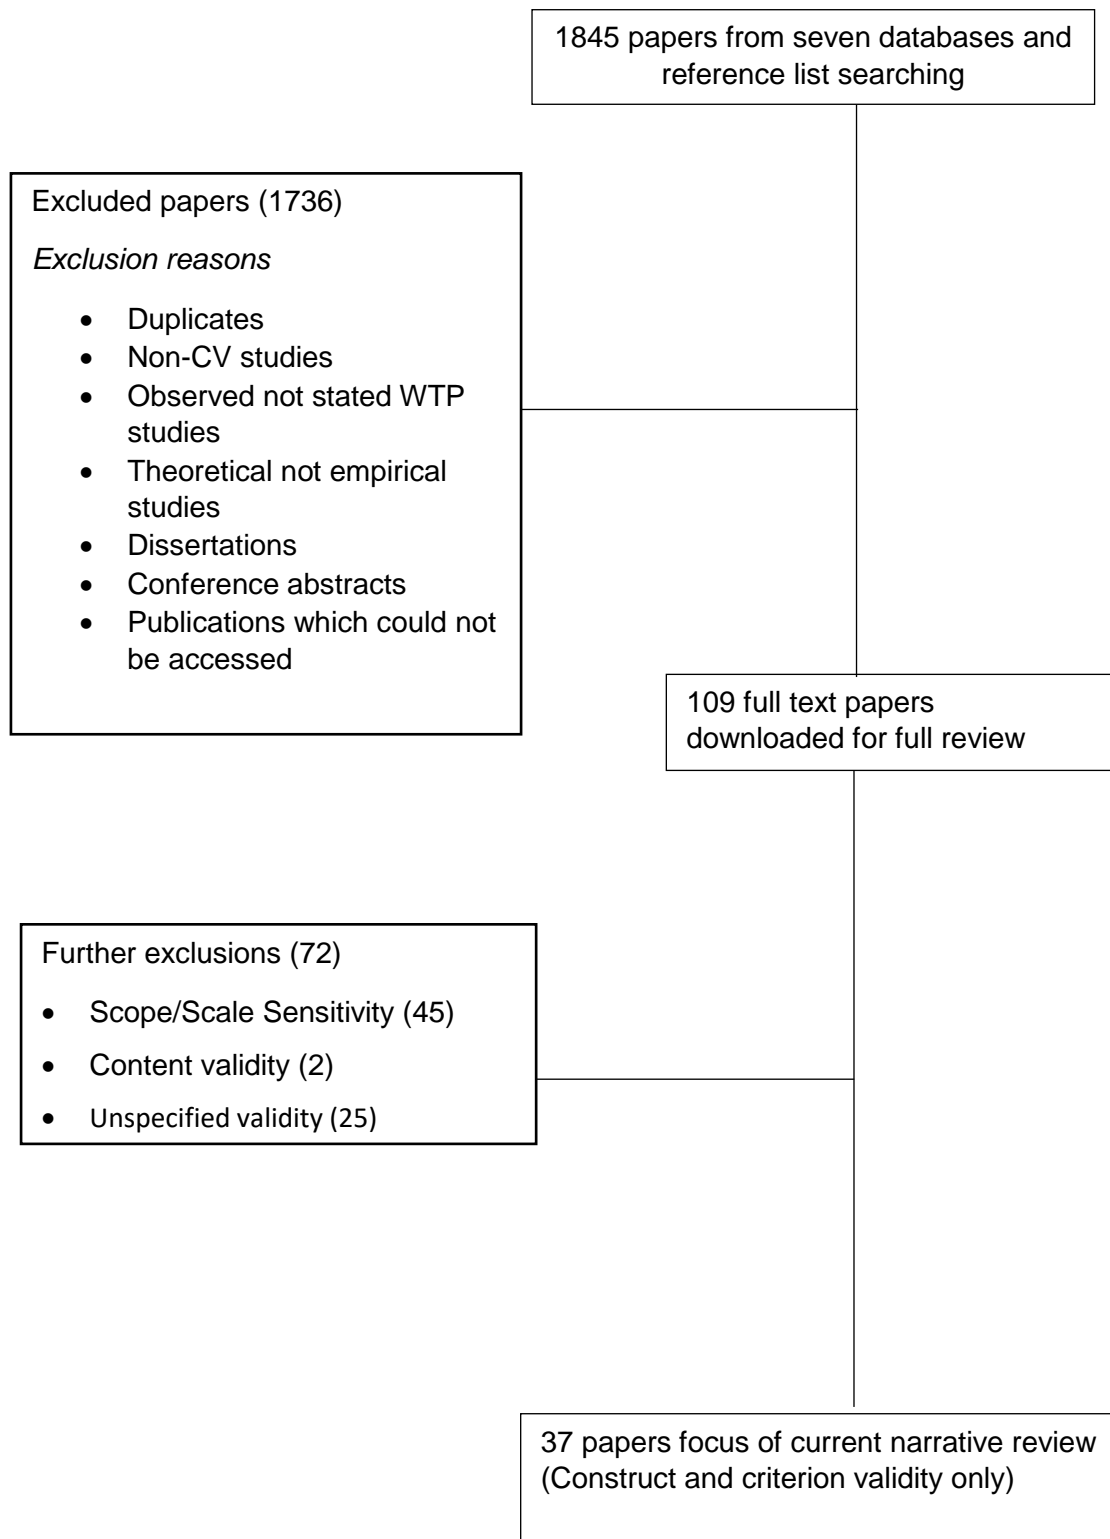 1845 papers from seven databases and
reference list searching
Excluded papers (1736)
Exclusion reasons
• Duplicates
• Non-CV studies
• Observed not stated WTP
studies
• Theoretical not empirical
studies
• Dissertations
• Conference abstracts
• Publications which could not
be accessed
109 full text papers
downloaded for full review
Further exclusions (72)
• Scope/Scale Sensitivity (45)
• Content validity (2)
• Unspecified validity (25)
37 papers focus of current narrative review
(Construct and criterion validity only)